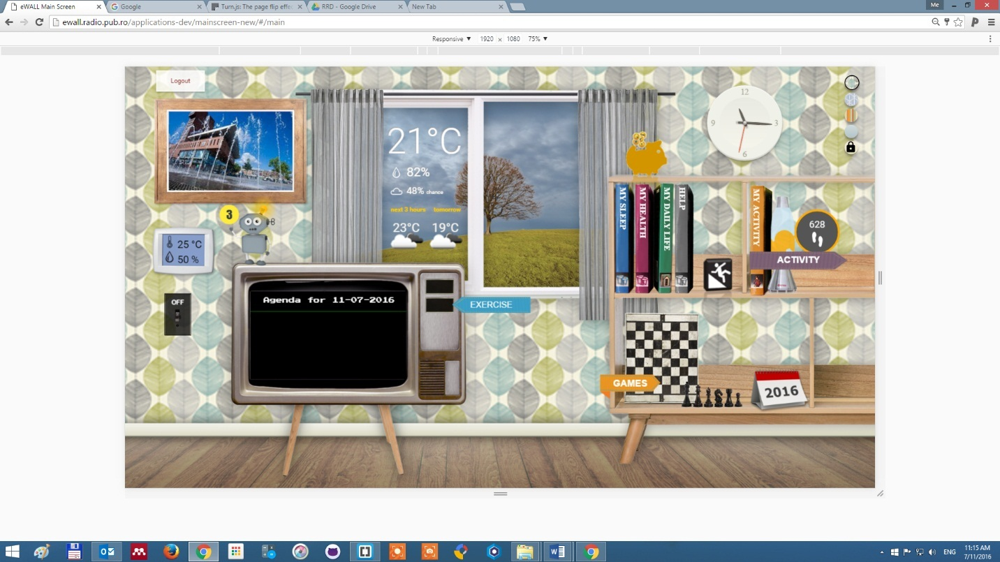 eWALL Main Screen
Google
Turn.js: The page flip effe
RRD - Google Drive
New Tab
Me
ewall.radio.pub.ro/applications-dev/mainscreen-new/#/main
Responsive ▼ 1920 × 1080 75% ▼
Logout
12
3
6
9
21°C
82%
48% chance
next 3 hours tomorrow
23°C 19°C
3
25 °C
50 %
OFF
MY SLEEP
MY HEALTH
MY DAILY LIFE
HELP
MY ACTIVITY
628
ACTIVITY
Agenda for 11-07-2016
EXERCISE
GAMES
2016
ENG
11:15 AM
7/11/2016